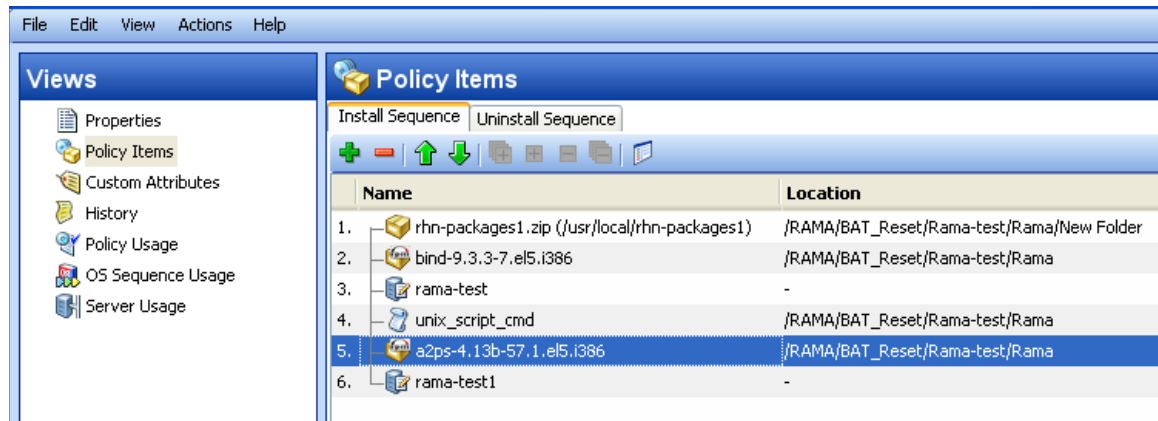 File Edit View Actions Help
Views
Properties
Policy Items
Custom Attributes
History
Policy Usage
OS Sequence Usage
Server Usage
Policy Items
Install Sequence Uninstall Sequence
Name Location
1. rhn-packages1.zip (/usr/local/rhn-packages1) /RAMA/BAT_Reset/Rama-test/Rama/New Folder
2. bind-9.3.3-7.el5.i386 /RAMA/BAT_Reset/Rama-test/Rama
3. rama-test -
4. unix_script_cmd /RAMA/BAT_Reset/Rama-test/Rama
5. a2ps-4.13b-57.1.el5.i386 /RAMA/BAT_Reset/Rama-test/Rama
6. rama-test1 -